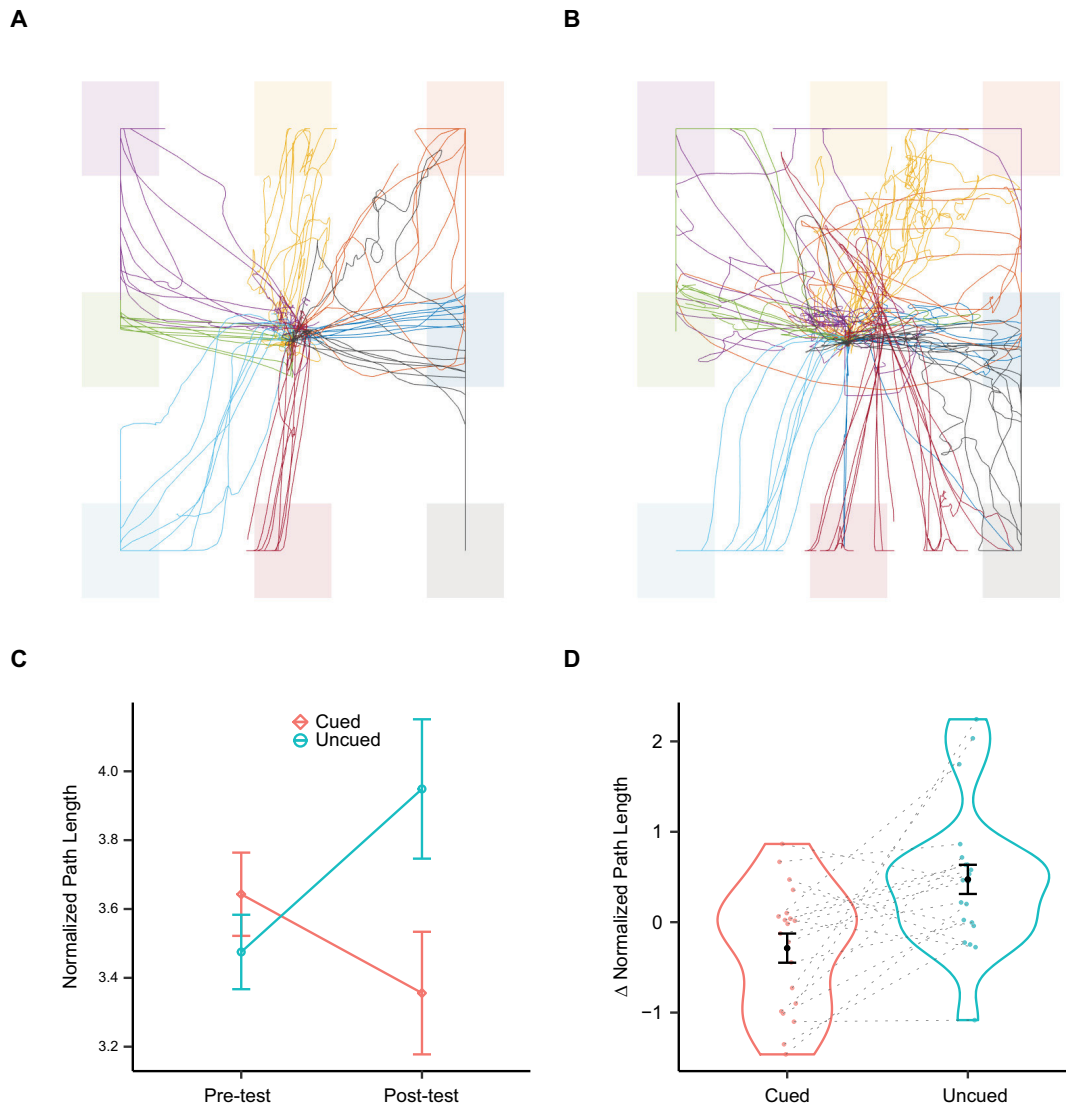 A
B
C
Cued
Uncued
Normalized Path Length
4.0
3.8
3.6
3.4
3.2
Pre-test
Post-test
D
Δ Normalized Path Length
2
1
0
−1
Cued
Uncued